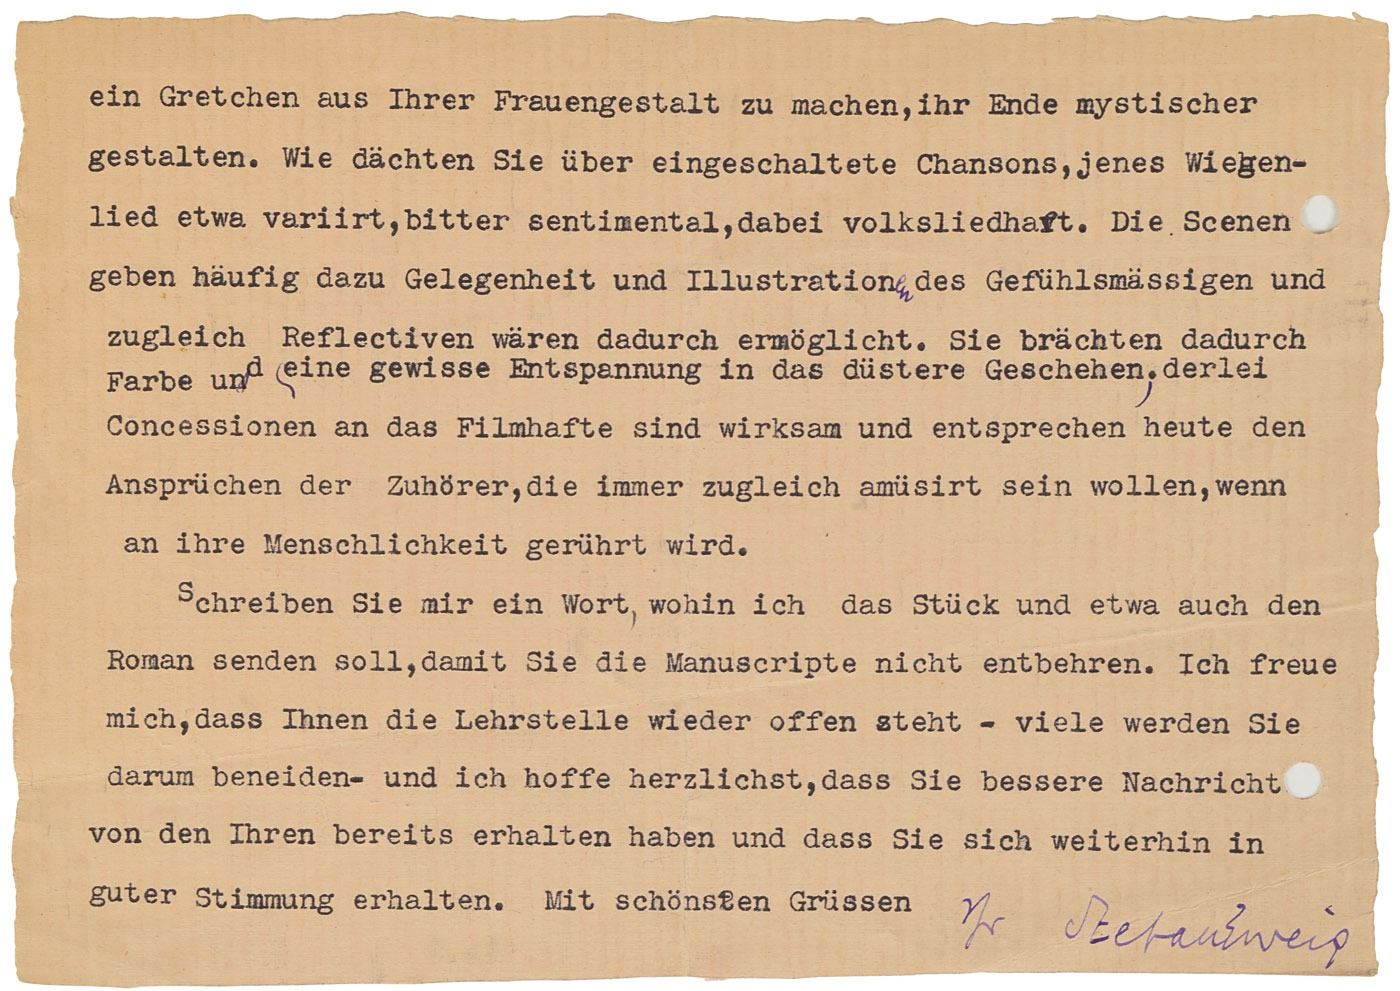 ein Gretchen aus Ihrer Frauengestalt zu machen,ihr Ende mystischer
gestalten. Wie dächten Sie über eingeschaltete Chansons,jenes Wiegen-
lied etwa variirt,bitter sentimental,dabei volksliedhaft. Die Scenen
geben häufig dazu Gelegenheit und Illustrationen des Gefühlsmässigen und
zugleich Reflectiven wären dadurch ermöglicht. Sie brächten dadurch
Farbe und eine gewisse Entspannung in das düstere Geschehen, derlei
Concessionen an das Filmhafte sind wirksam und entsprechen heute den
Ansprüchen der Zuhörer,die immer zugleich amüsirt sein wollen,wenn
an ihre Menschlichkeit gerührt wird.
Schreiben Sie mir ein Wort, wohin ich das Stück und etwa auch den
Roman senden soll,damit Sie die Manuscripte nicht entbehren. Ich freue
mich,dass Ihnen die Lehrstelle wieder offen steht - viele werden Sie
darum beneiden- und ich hoffe herzlichst,dass Sie bessere Nachricht
von den Ihren bereits erhalten haben und dass Sie sich weiterhin in
guter Stimmung erhalten. Mit schönsten Grüssen Ihr Stefan Zweig